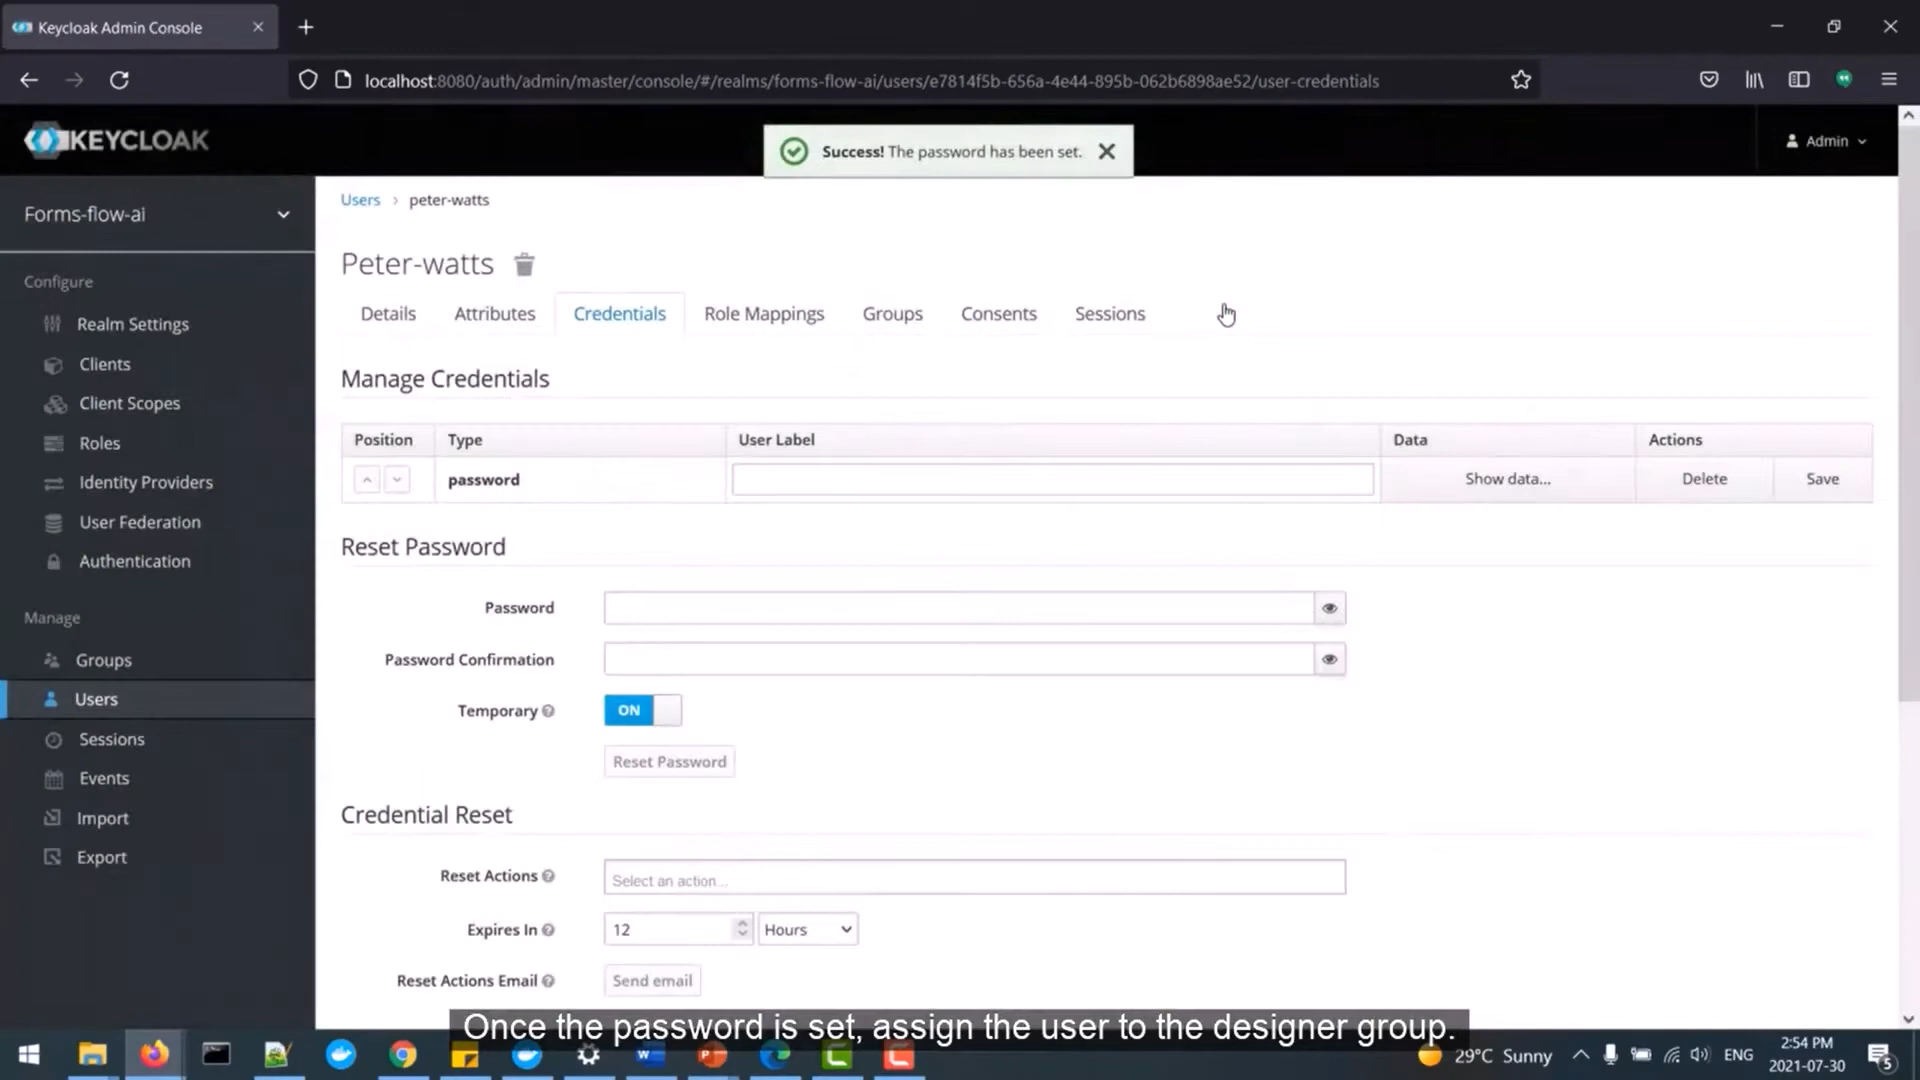 Keycloak Admin Console
localhost:8080/auth/admin/master/console/#/realms/forms-flow-ai/users/e7814f5b-656a-4e44-895b-062b6898ae52/user-credentials
KEYCLOAK
Success! The password has been set.
Admin
Forms-flow-ai
Configure
Realm Settings
Clients
Client Scopes
Roles
Identity Providers
User Federation
Authentication
Manage
Groups
Users
Sessions
Events
Import
Export
Users > peter-watts
Peter-watts
Details Attributes Credentials Role Mappings Groups Consents Sessions
Manage Credentials
Position Type User Label Data Actions
password Show data... Delete Save
Reset Password
Password
Password Confirmation
Temporary ON
Reset Password
Credential Reset
Reset Actions Select an action...
Expires In 12 Hours
Reset Actions Email Send email
Once the password is set, assign the user to the designer group.
29°C Sunny ENG 2:54 PM
2021-07-30
5